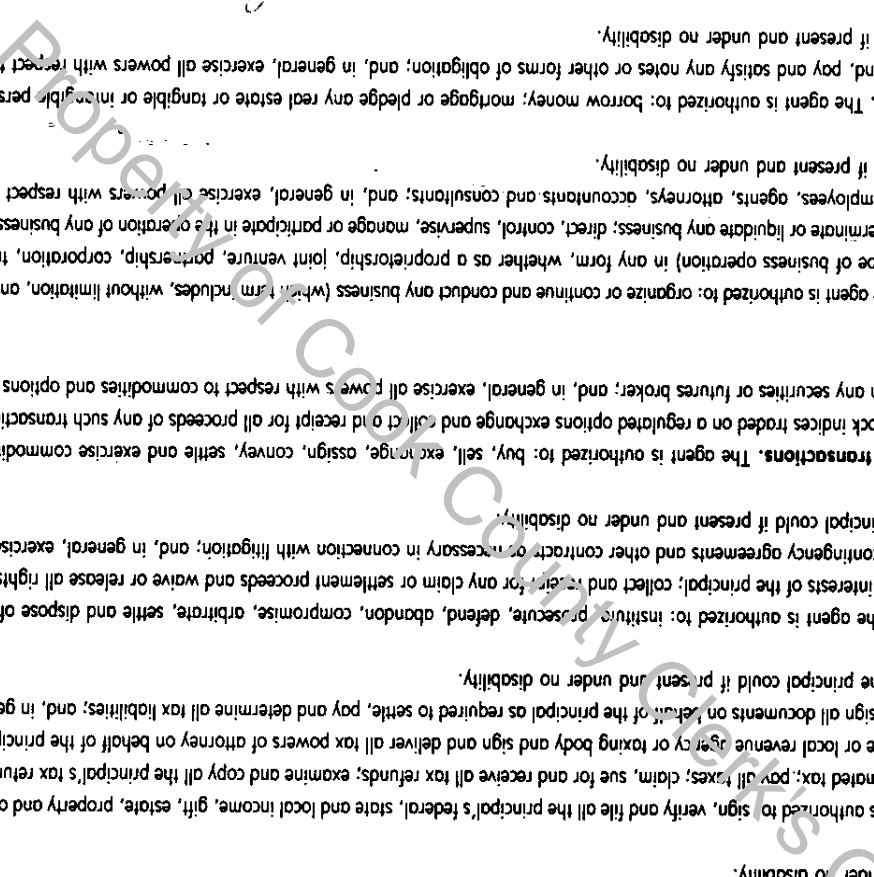 der no disability.
s authorized to: sign, verify and file all the principal's federal, state and local income, gift, estate, property and o
mated tax; pay all taxes; claim, sue for and receive all tax refunds; examine and copy all the principal's tax retur
e or local revenue agency or taxing body and sign and deliver all tax powers of attorney on behalf of the princip
sign all documents on behalf of the principal as required to settle, pay and determine all tax liabilities; and, in ge
he principal could if present and under no disability.
he agent is authorized to: institute, prosecute, defend, abandon, compromise, arbitrate, settle and dispose of
interests of the principal; collect and receipt for any claim or settlement proceeds and waive or release all rights
contingency agreements and other contracts as necessary in connection with litigation; and, in general, exercise
incipal could if present and under no disability.
transactions. The agent is authorized to: buy, sell, exchange, assign, convey, settle and exercise commodi
ock indices traded on a regulated options exchange and collect and receipt for all proceeds of any such transacti
h any securities or futures broker; and, in general, exercise all powers with respect to commodities and options
agent is authorized to: organize or continue and conduct any business (which term includes, without limitation, an
pe of business operation) in any form, whether as a proprietorship, joint venture, partnership, corporation, tr
erminate or liquidate any business; direct, control, supervise, manage or participate in the operation of any business
mployees, agents, attorneys, accountants and consultants; and, in general, exercise all powers with respect
if present and under no disability.
. The agent is authorized to: borrow money; mortgage or pledge any real estate or tangible or intangible pers
nd, pay and satisfy any notes or other forms of obligation; and, in general, exercise all powers with respect t
if present and under no disability.
Property of Cook County Clerk's O